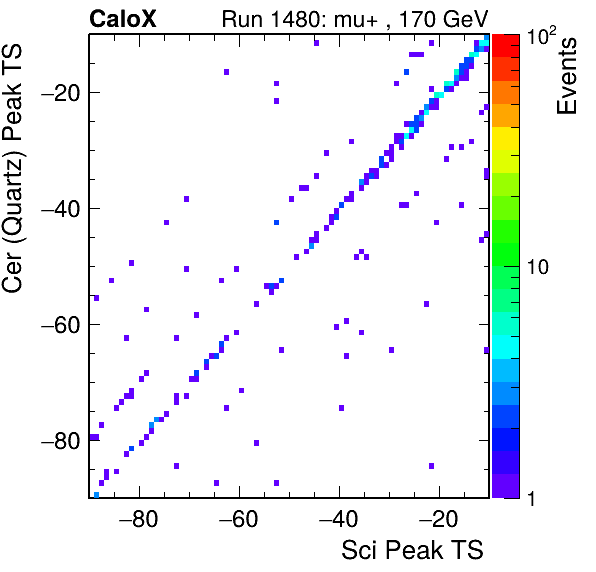 CaloX Run 1480: mu+ , 170 GeV
Cer (Quartz) Peak TS
−20
−40
−60
−80
−80 −60 −40 −20
Sci Peak TS
10²
10
1
Events